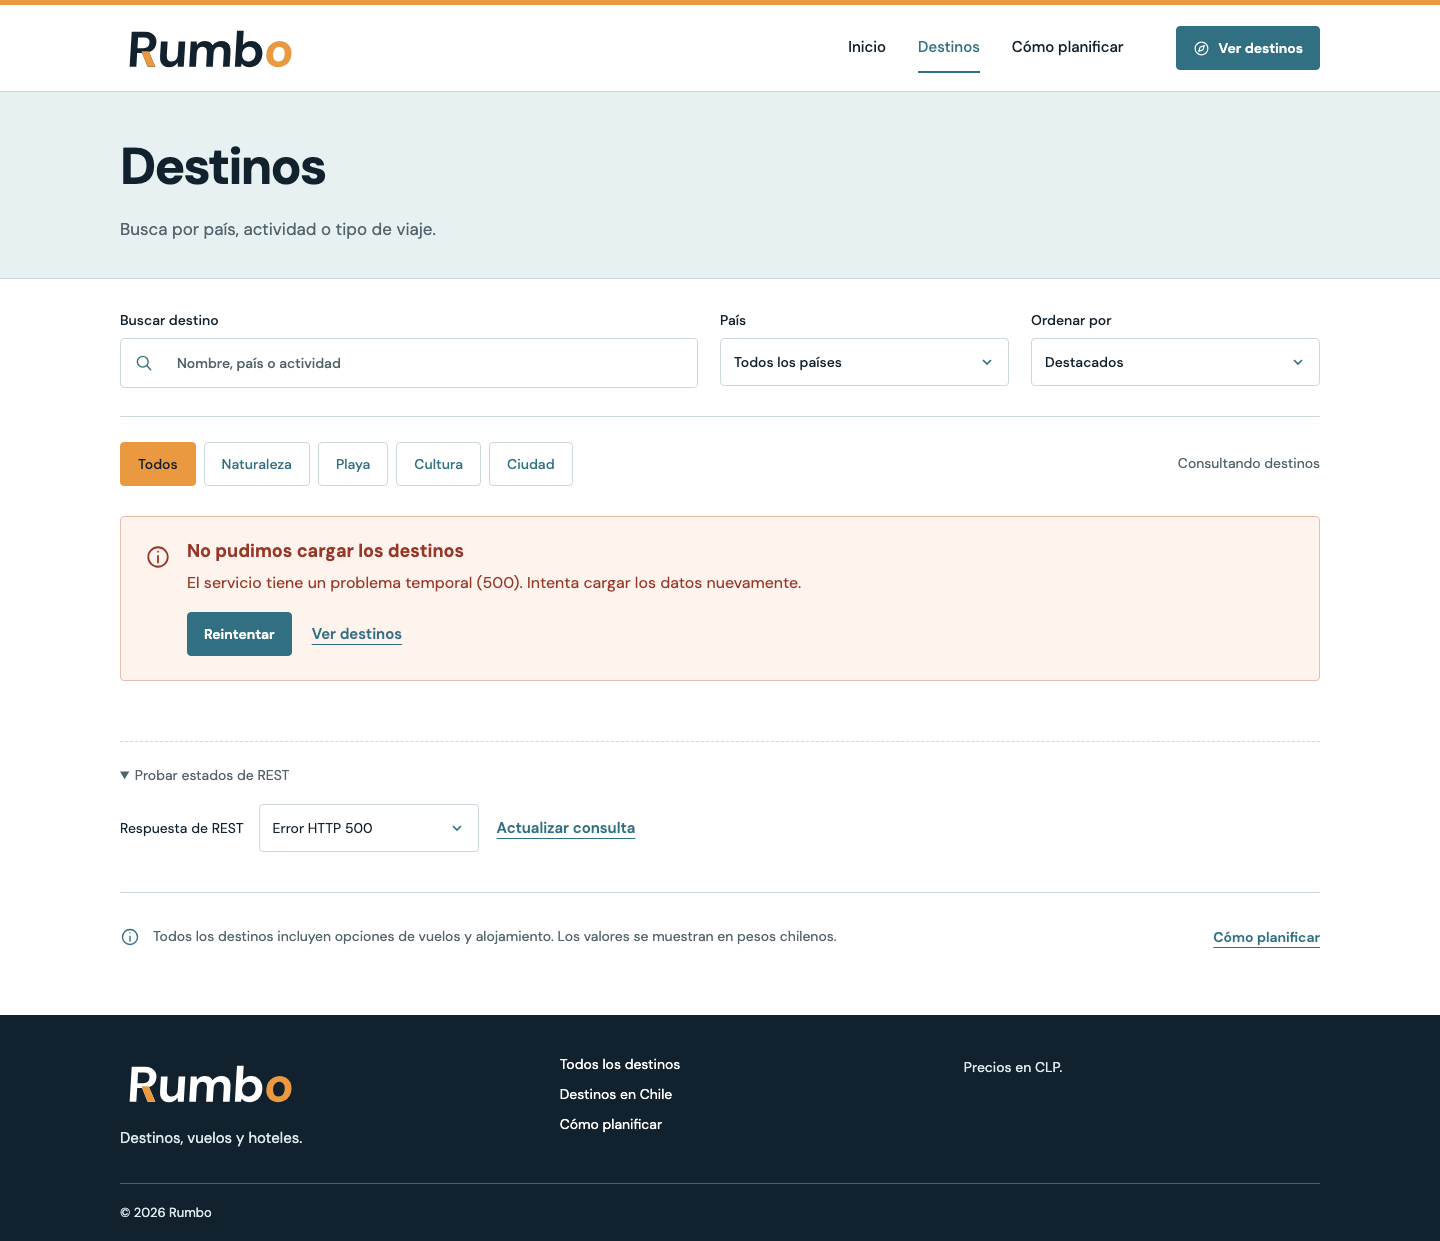 Rumbo
Inicio
Destinos
Cómo planificar
Ver destinos
Destinos
Busca por país, actividad o tipo de viaje.
Buscar destino
País
Ordenar por
Nombre, país o actividad
Todos los países
Destacados
Todos
Naturaleza
Playa
Cultura
Ciudad
Consultando destinos
No pudimos cargar los destinos
El servicio tiene un problema temporal (500). Intenta cargar los datos nuevamente.
Reintentar
Ver destinos
Probar estados de REST
Respuesta de REST
Error HTTP 500
Actualizar consulta
Todos los destinos incluyen opciones de vuelos y alojamiento. Los valores se muestran en pesos chilenos.
Cómo planificar
Rumbo
Destinos, vuelos y hoteles.
Todos los destinos
Destinos en Chile
Cómo planificar
Precios en CLP.
© 2026 Rumbo